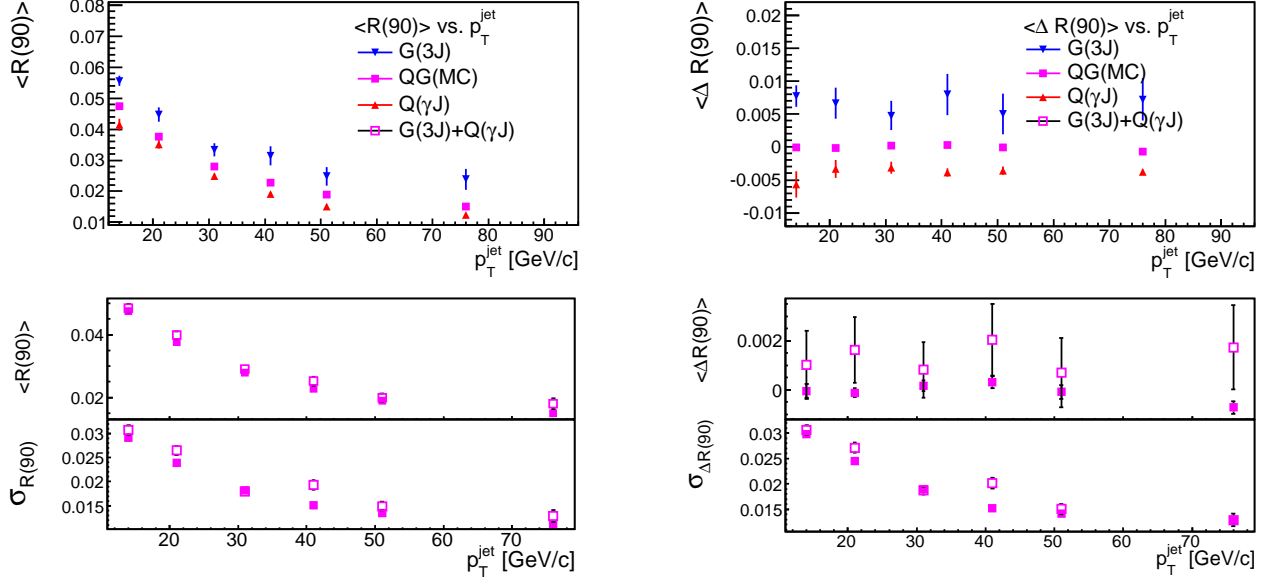 <R(90)>
0.08
0.07
0.06
0.05
0.04
0.03
0.02
0.01
<R(90)> vs. p_T^jet
G(3J)
QG(MC)
Q(γJ)
G(3J)+Q(γJ)
20 30 40 50 60 70 80 90
p_T^jet [GeV/c]
<Δ R(90)>
0.02
0.015
0.01
0.005
0
-0.005
-0.01
<Δ R(90)> vs. p_T^jet
G(3J)
QG(MC)
Q(γJ)
G(3J)+Q(γJ)
20 30 40 50 60 70 80 90
p_T^jet [GeV/c]
<R(90)>
0.04
0.02
σ_R(90)
0.03
0.025
0.02
0.015
10 20 30 40 50 60 70
p_T^jet [GeV/c]
<ΔR(90)>
0.002
0
σ_ΔR(90)
0.03
0.025
0.02
0.015
20 30 40 50 60 70
p_T^jet [GeV/c]